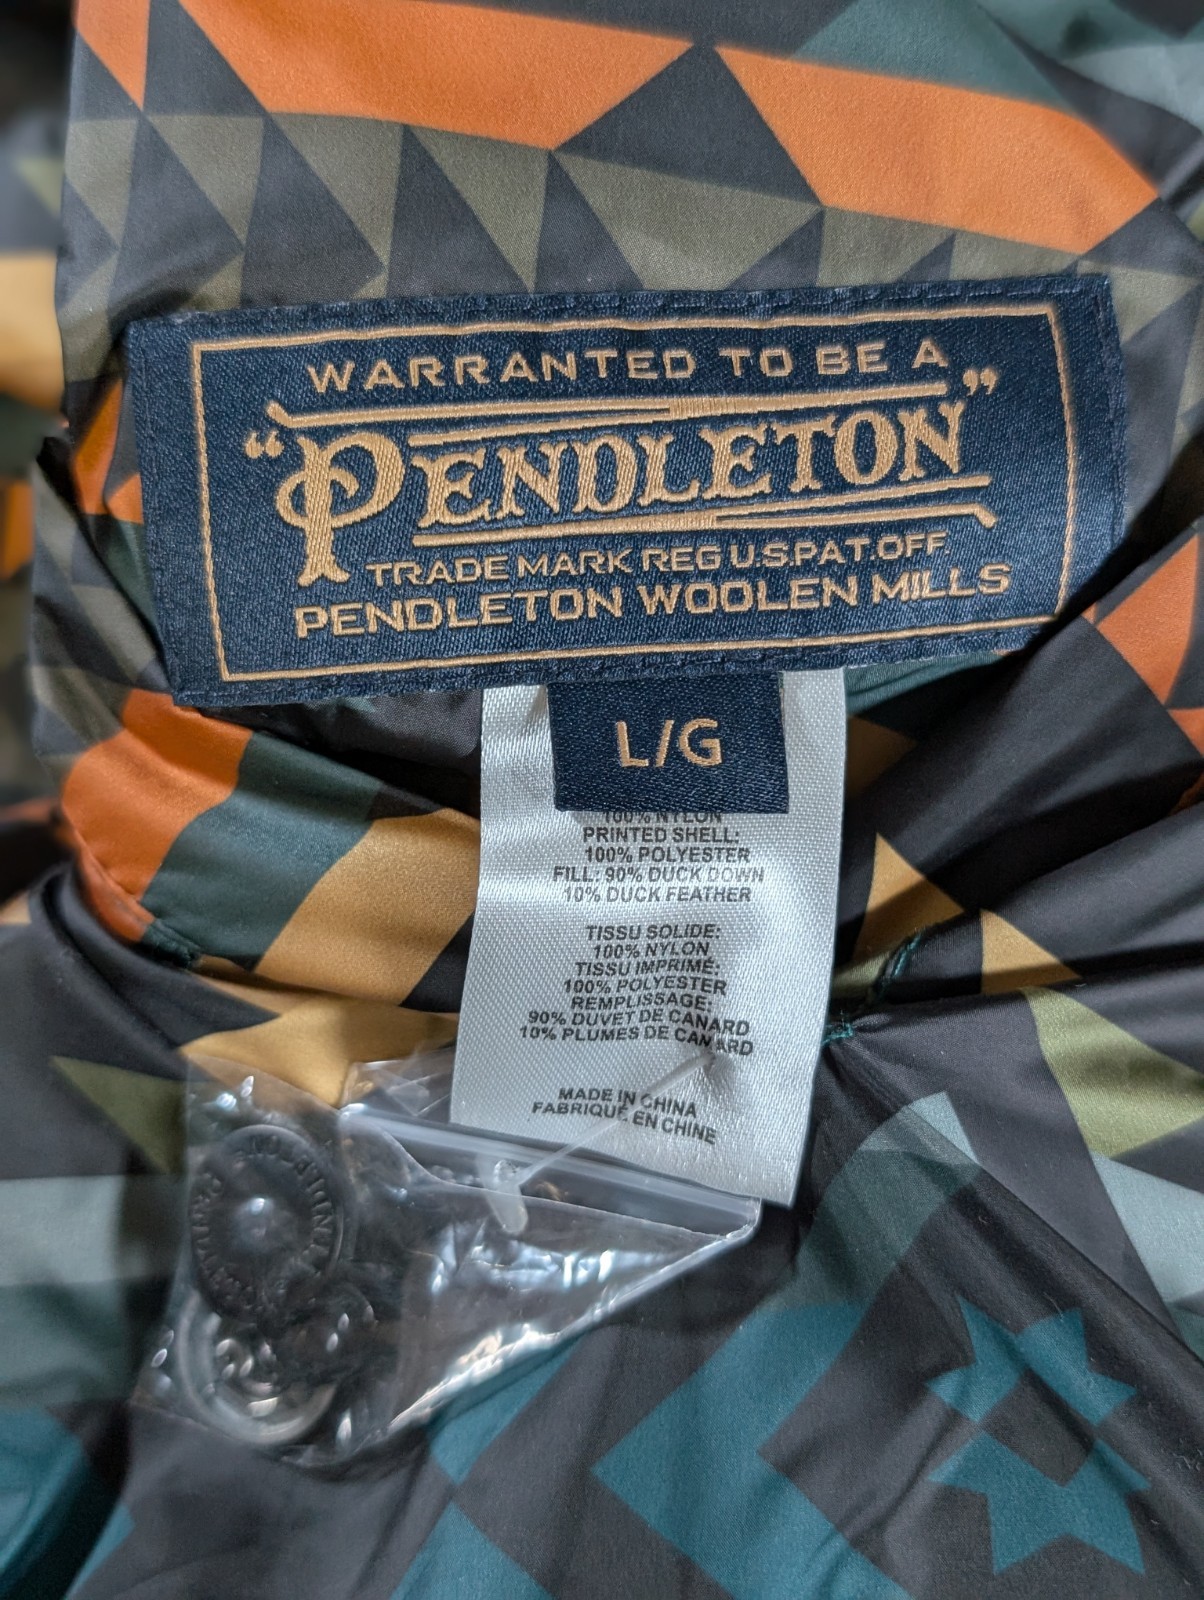 WARRANTED TO BE A
"PENDLETON"
TRADE MARK REG U.S.PAT.OFF.
PENDLETON WOOLEN MILLS
L/G
100% NYLON
PRINTED SHELL:
100% POLYESTER
FILL: 90% DUCK DOWN
10% DUCK FEATHER
TISSU SOLIDE:
100% NYLON
TISSU IMPRIMÉ:
100% POLYESTER
REMPLISSAGE:
90% DUVET DE CANARD
10% PLUMES DE CANARD
MADE IN CHINA
FABRIQUÉ EN CHINE